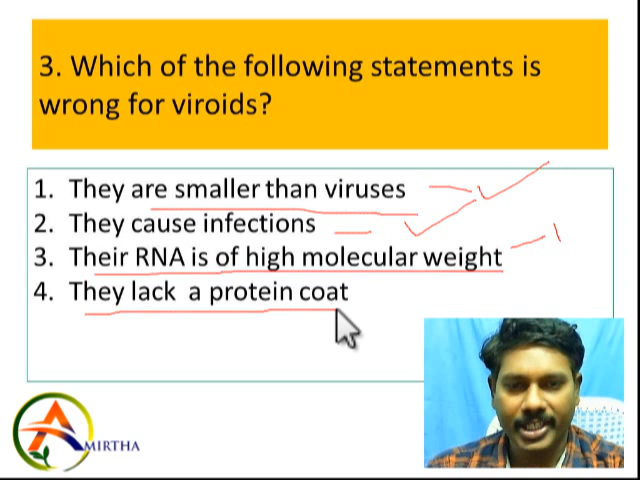 3. Which of the following statements is
wrong for viroids?
1. They are smaller than viruses
2. They cause infections
3. Their RNA is of high molecular weight
4. They lack a protein coat
AMIRTHA